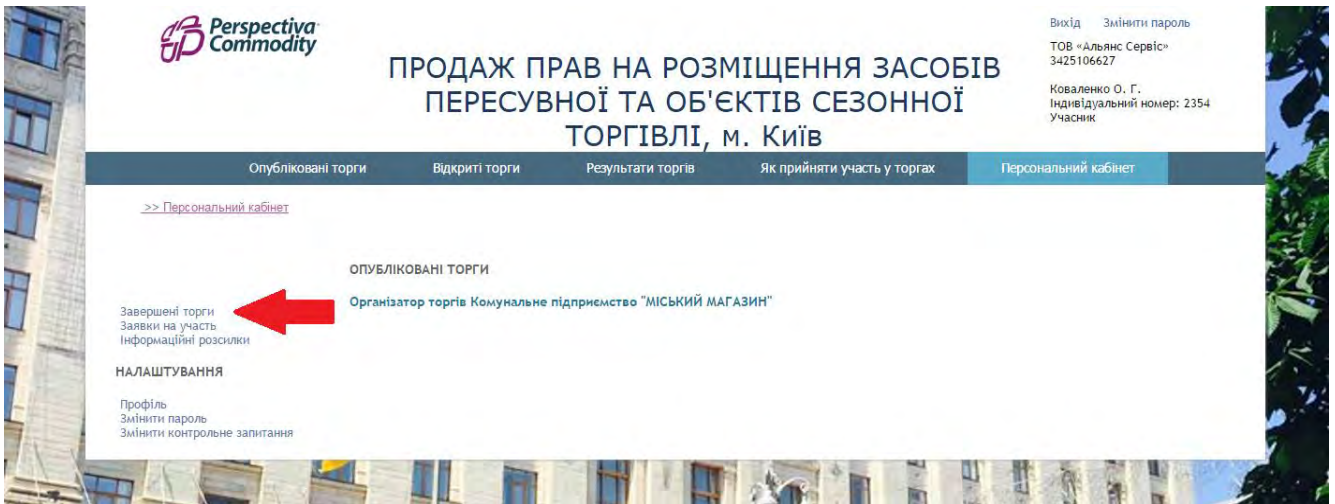 Perspectiva
Commodity
ПРОДАЖ ПРАВ НА РОЗМІЩЕННЯ ЗАСОБІВ
ПЕРЕСУВНОЇ ТА ОБ'ЄКТІВ СЕЗОННОЇ
ТОРГІВЛІ, м. Київ
Вихід Змінити пароль
ТОВ «Альянс Сервіс»
3425106627
Коваленко О. Г.
Індивідуальний номер: 2354
Учасник
Опубліковані торги Відкриті торги Результати торгів Як прийняти участь у торгах Персональний кабінет
>> Персональний кабінет
ОПУБЛІКОВАНІ ТОРГИ
Організатор торгів Комунальне підприємство "МІСЬКИЙ МАГАЗИН"
Завершені торги
Заявки на участь
Інформаційні розсилки
НАЛАШТУВАННЯ
Профіль
Змінити пароль
Змінити контрольне запитання